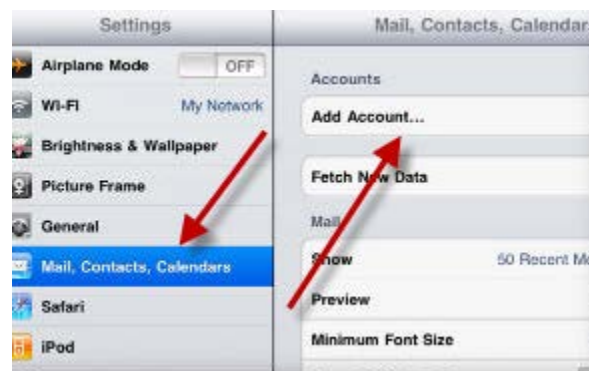 Settings
Airplane Mode OFF
Wi-Fi My Network
Brightness & Wallpaper
Picture Frame
General
Mail, Contacts, Calendars
Safari
iPod
Mail, Contacts, Calendar
Accounts
Add Account...
Fetch New Data
Mail
Show 50 Recent Me
Preview
Minimum Font Size